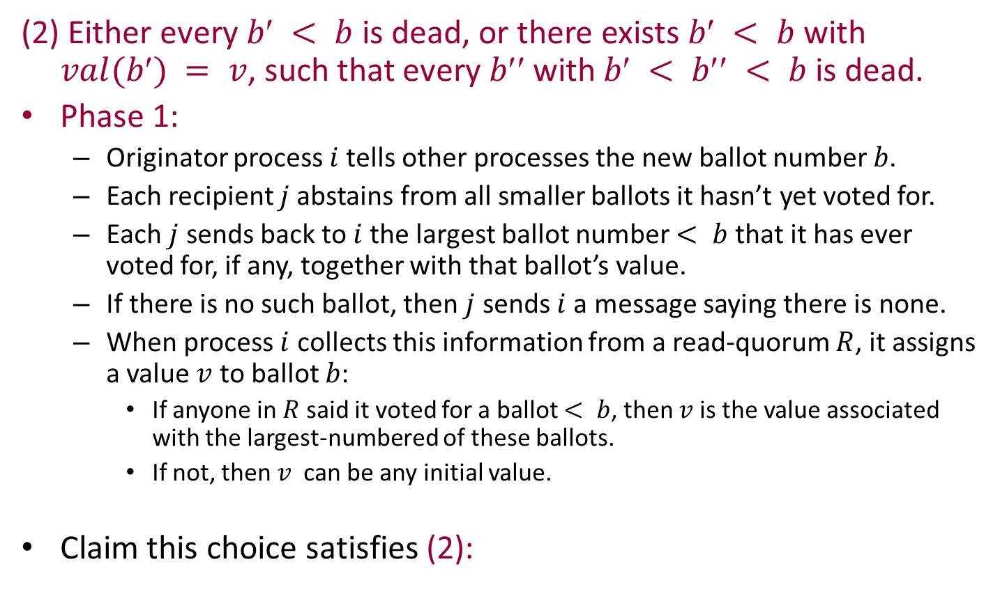 (2) Either every b′ < b is dead, or there exists b′ < b with
val(b′) = v, such that every b′′ with b′ < b′′ < b is dead.
• Phase 1:
– Originator process i tells other processes the new ballot number b.
– Each recipient j abstains from all smaller ballots it hasn’t yet voted for.
– Each j sends back to i the largest ballot number < b that it has ever
voted for, if any, together with that ballot’s value.
– If there is no such ballot, then j sends i a message saying there is none.
– When process i collects this information from a read-quorum R, it assigns
a value v to ballot b:
• If anyone in R said it voted for a ballot < b, then v is the value associated
with the largest-numbered of these ballots.
• If not, then v can be any initial value.
• Claim this choice satisfies (2):